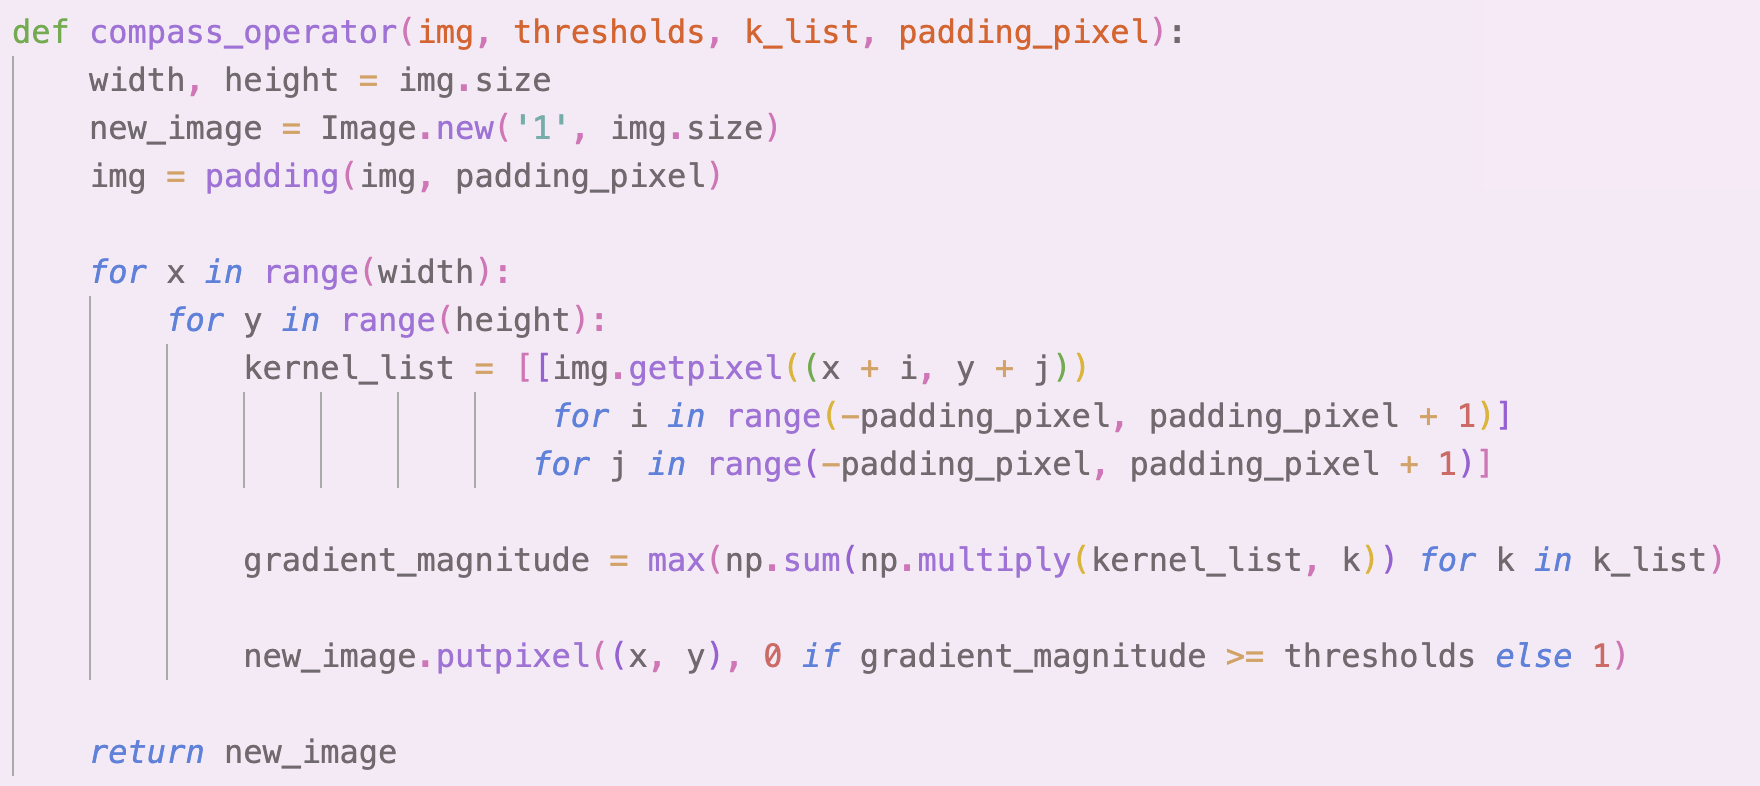 def compass_operator(img, thresholds, k_list, padding_pixel):
    width, height = img.size
    new_image = Image.new('1', img.size)
    img = padding(img, padding_pixel)

    for x in range(width):
        for y in range(height):
            kernel_list = [[img.getpixel((x + i, y + j))
                            for i in range(-padding_pixel, padding_pixel + 1)]
                           for j in range(-padding_pixel, padding_pixel + 1)]

            gradient_magnitude = max(np.sum(np.multiply(kernel_list, k)) for k in k_list)

            new_image.putpixel((x, y), 0 if gradient_magnitude >= thresholds else 1)

    return new_image